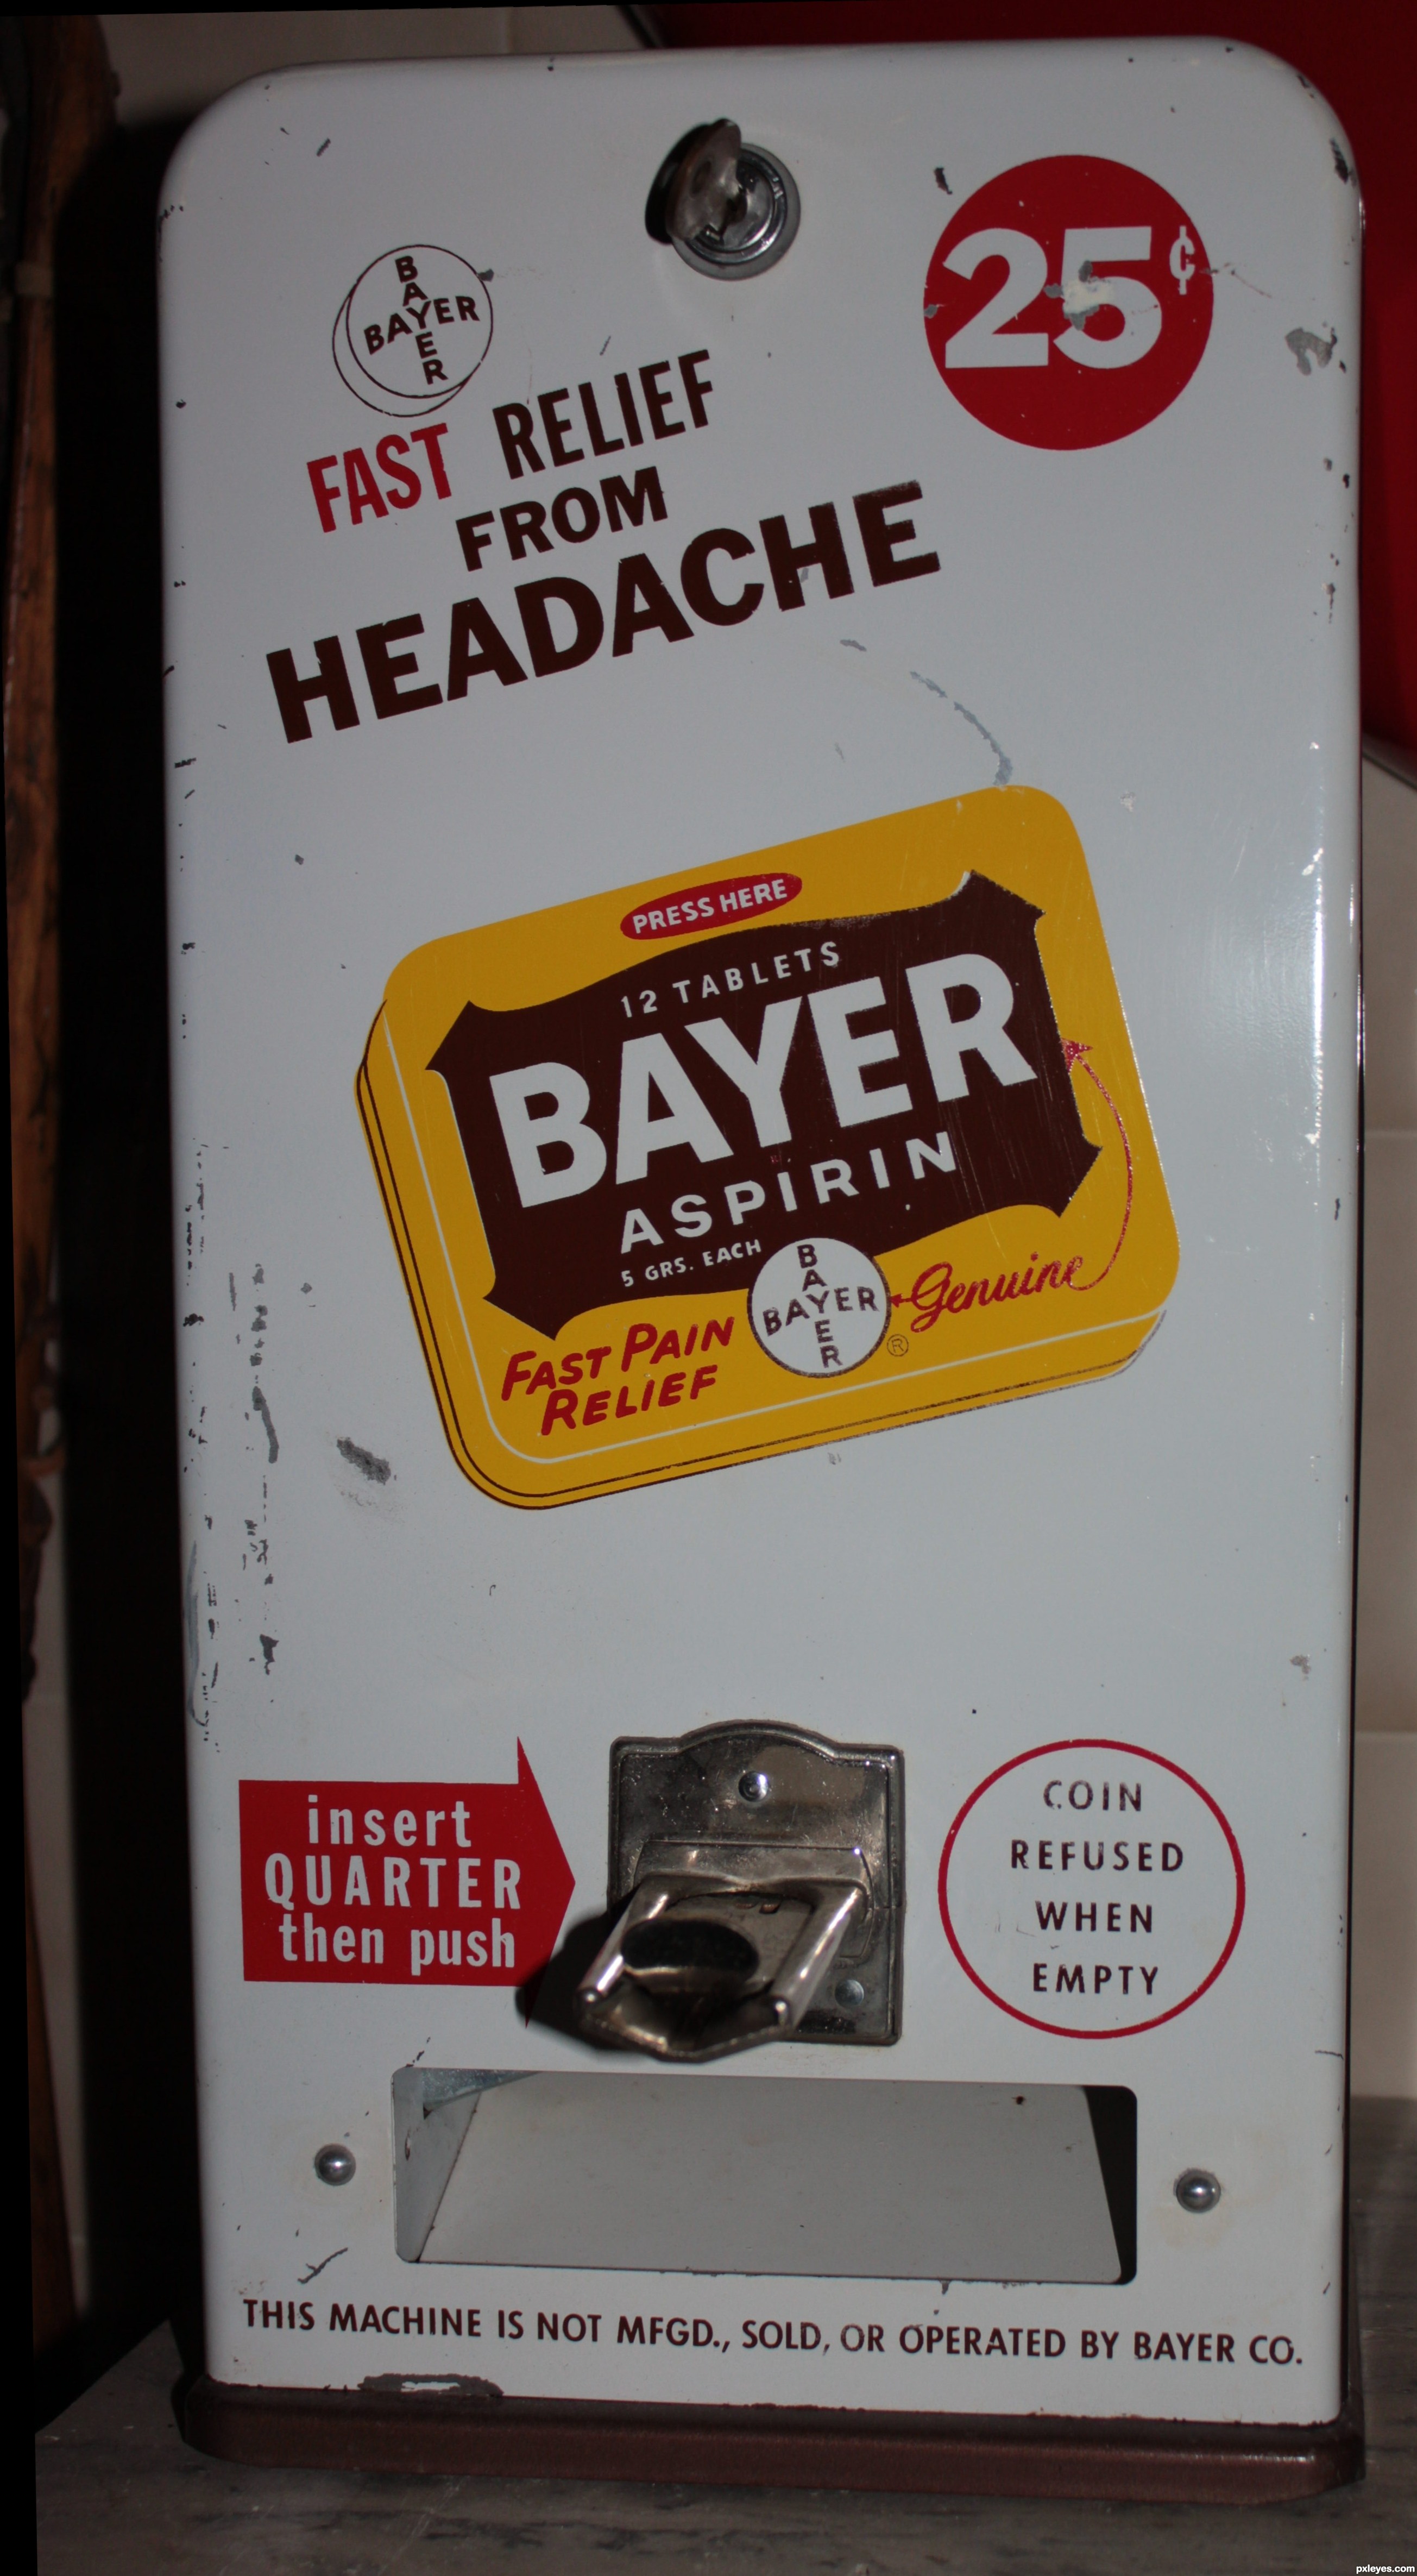 BAYER
BAYER
25¢
FAST RELIEF
FROM
HEADACHE
PRESS HERE
12 TABLETS
BAYER
ASPIRIN
5 GRS. EACH
BAYER
BAYER
Genuine
®
FAST PAIN
RELIEF
insert
QUARTER
then push
COIN
REFUSED
WHEN
EMPTY
THIS MACHINE IS NOT MFGD., SOLD, OR OPERATED BY BAYER CO.
pxleyes.com